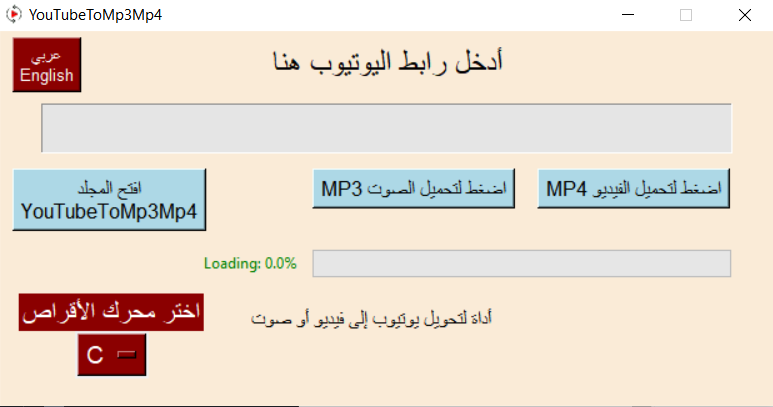 YouTubeToMp3Mp4
عربي
English
أدخل رابط اليوتيوب هنا
افتح المجلد
YouTubeToMp3Mp4
اضغط لتحميل الصوت MP3
اضغط لتحميل الفيديو MP4
Loading: 0.0%
اختر محرك الأقراص
C
أداة لتحويل يوتيوب إلى فيديو أو صوت